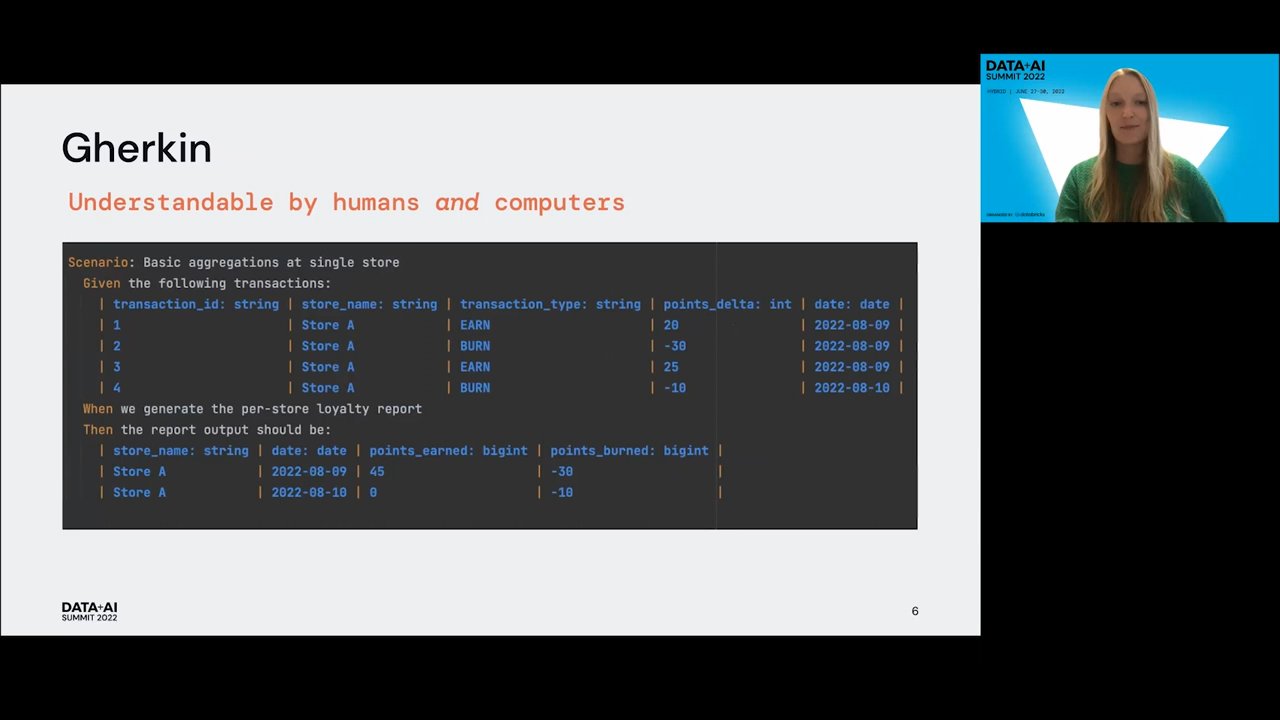 Gherkin
Understandable by humans and computers
Scenario: Basic aggregations at single store
Given the following transactions:
| transaction_id: string | store_name: string | transaction_type: string | points_delta: int | date: date |
| 1 | Store A | EARN | 20 | 2022-08-09 |
| 2 | Store A | BURN | -30 | 2022-08-09 |
| 3 | Store A | EARN | 25 | 2022-08-09 |
| 4 | Store A | BURN | -10 | 2022-08-10 |
When we generate the per-store loyalty report
Then the report output should be:
| store_name: string | date: date | points_earned: bigint | points_burned: bigint |
| Store A | 2022-08-09 | 45 | -30 |
| Store A | 2022-08-10 | 0 | -10 |
DATA+AI
SUMMIT 2022
6
DATA+AI
SUMMIT 2022
HYBRID | JUNE 27-30, 2022